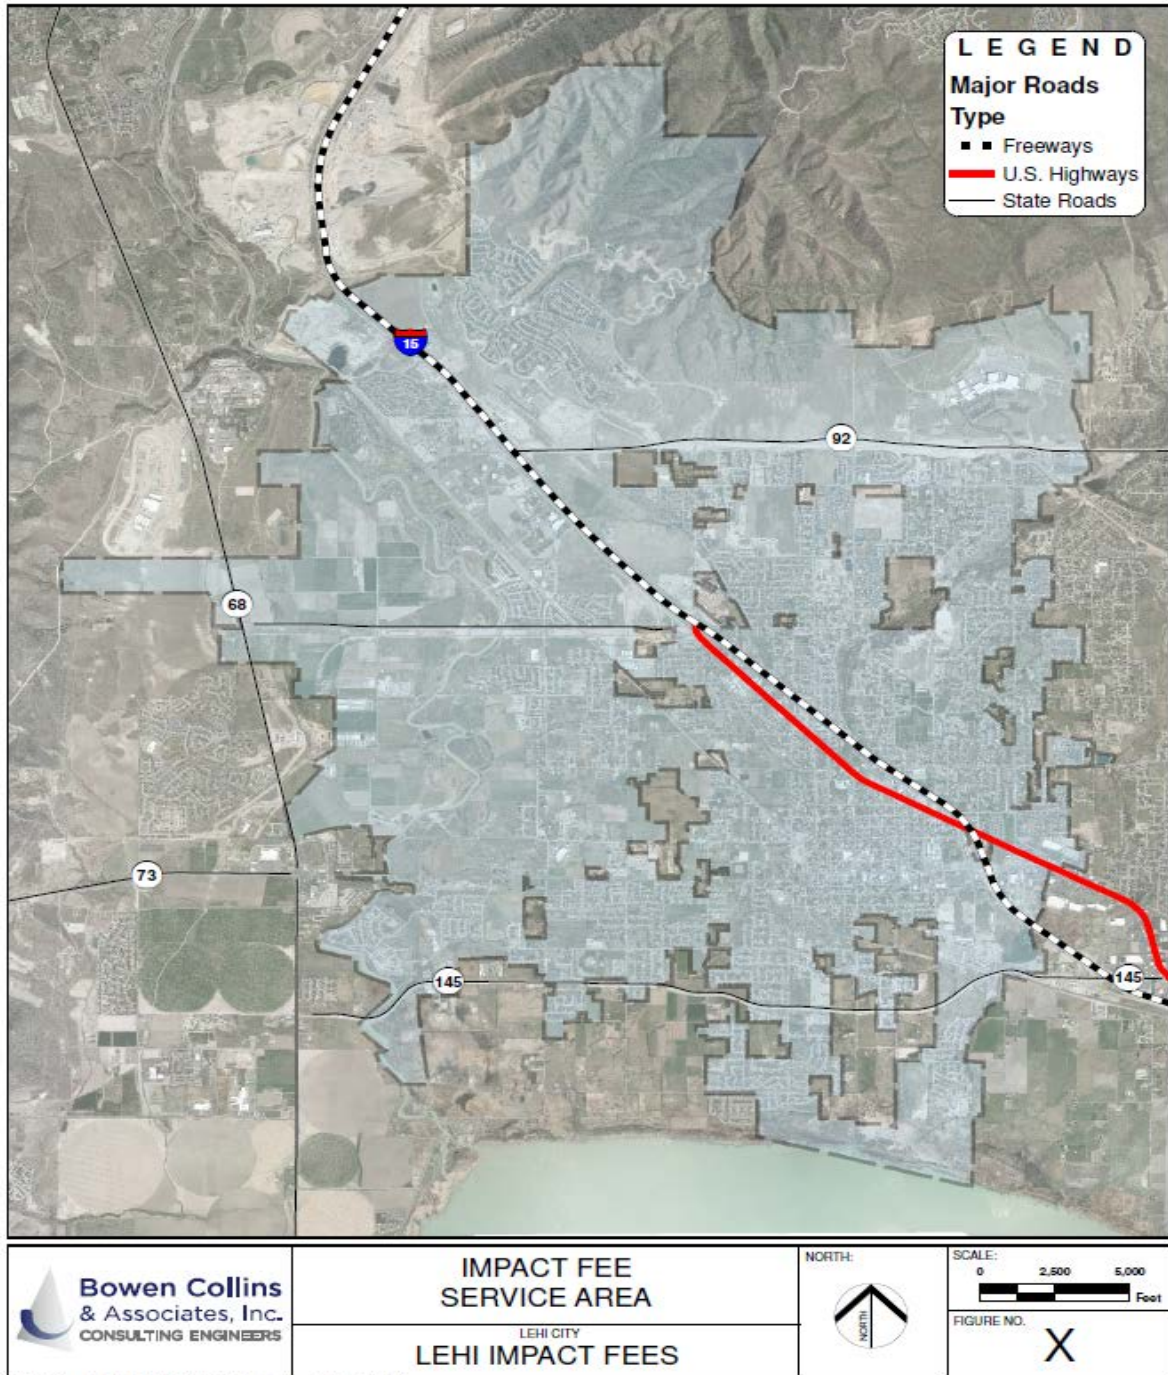 L E G E N D
Major Roads
Type
Freeways
U.S. Highways
State Roads
15
92
68
73
145
145
Bowen Collins
& Associates, Inc.
CONSULTING ENGINEERS
IMPACT FEE
SERVICE AREA
LEHI CITY
LEHI IMPACT FEES
NORTH:
NORTH
SCALE:
0 2,500 5,000
Feet
FIGURE NO.
X